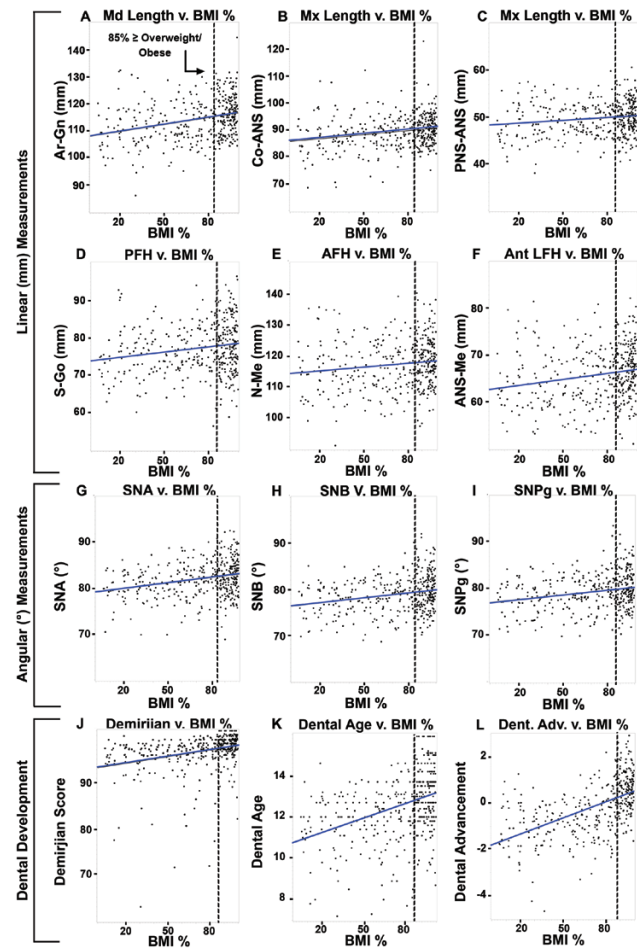 Linear (mm) Measurements
A Md Length v. BMI %
85% ≥ Overweight/
Obese
Ar-Gn (mm)
140
130
120
110
100
90
20 50 80
BMI %
B Mx Length v. BMI %
Co-ANS (mm)
120
110
100
90
80
70
20 50 80
BMI %
C Mx Length v. BMI %
PNS-ANS (mm)
60
50
40
20 50 80
BMI %
D PFH v. BMI %
S-Go (mm)
90
80
70
60
20 50 80
BMI %
E AFH v. BMI %
N-Me (mm)
140
130
120
110
100
20 50 80
BMI %
F Ant LFH v. BMI %
ANS-Me (mm)
80
70
60
20 50 80
BMI %
Angular (°) Measurements
G SNA v. BMI %
SNA (°)
90
80
70
20 50 80
BMI %
H SNB V. BMI %
SNB (°)
90
80
70
20 50 80
BMI %
I SNPg v. BMI %
SNPg (°)
90
80
70
20 50 80
BMI %
Dental Development
J Demirjian v. BMI %
Demirjian Score
90
80
70
20 50 80
BMI %
K Dental Age v. BMI %
Dental Age
14
12
10
8
20 50 80
BMI %
L Dent. Adv. v. BMI %
Dental Advancement
2
0
-2
-4
20 50 80
BMI %